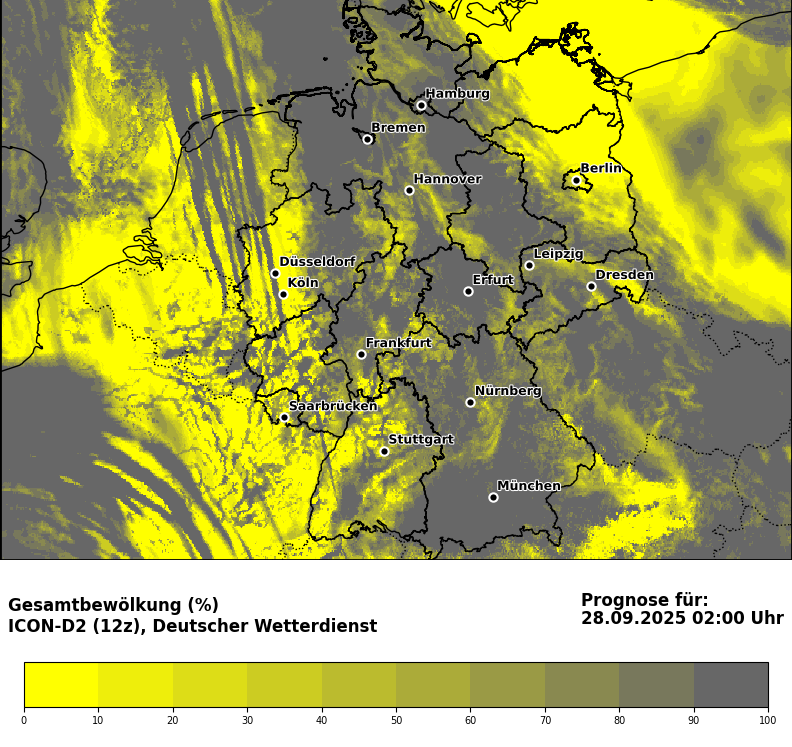 Hamburg
Bremen
Berlin
Hannover
Leipzig
Düsseldorf
Dresden
Köln
Erfurt
Frankfurt
Nürnberg
Saarbrücken
Stuttgart
München
Gesamtbewölkung (%)
ICON-D2 (12z), Deutscher Wetterdienst
Prognose für:
28.09.2025 02:00 Uhr
0 10 20 30 40 50 60 70 80 90 100